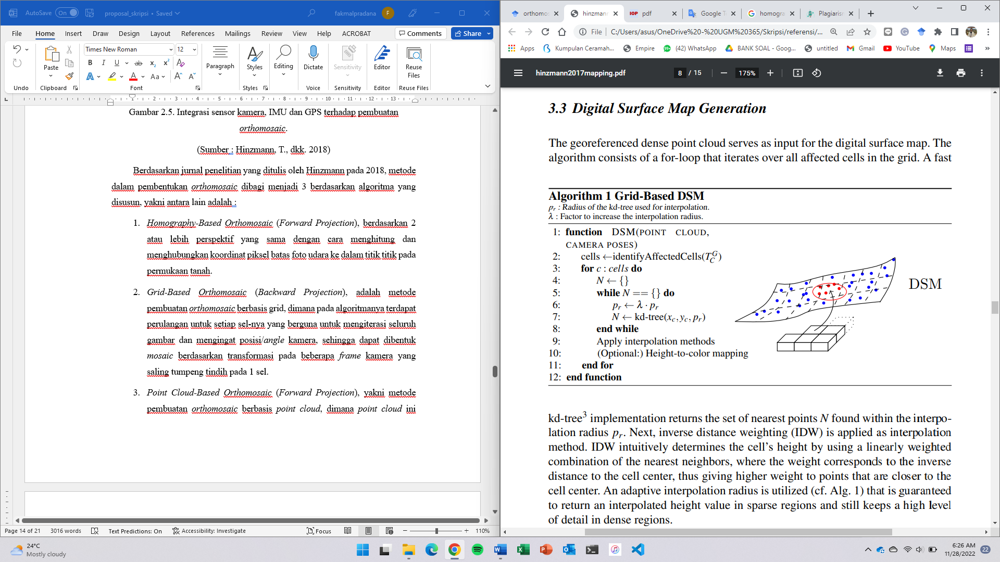 AutoSave On proposal_skripsi • Saved fakmalpradana F
File Home Insert Draw Design Layout References Mailings Review View Help ACROBAT Comments Share
Times New Roman 12
Paste Paragraph Styles Editing Dictate Sensitivity Editor Reuse Files
Undo Clipboard Font Styles Voice Sensitivity Editor Reuse Files
1 2 3 4 5 6 7 8 9 10 11 12 13
Gambar 2.5. Integrasi sensor kamera, IMU dan GPS terhadap pembuatan
orthomosaic.
(Sumber : Hinzmann, T., dkk. 2018)
Berdasarkan jurnal penelitian yang ditulis oleh Hinzmann pada 2018, metode
dalam pembentukan orthomosaic dibagi menjadi 3 berdasarkan algoritma yang
disusun, yakni antara lain adalah :
1. Homography-Based Orthomosaic (Forward Projection), berdasarkan 2
atau lebih perspektif yang sama dengan cara menghitung dan
menghubungkan koordinat piksel batas foto udara ke dalam titik titik pada
permukaan tanah.
2. Grid-Based Orthomosaic (Backward Projection), adalah metode
pembuatan orthomosaic berbasis grid, dimana pada algoritmanya terdapat
perulangan untuk setiap sel-nya yang berguna untuk mengiterasi seluruh
gambar dan mengingat posisi/angle kamera, sehingga dapat dibentuk
mosaic berdasarkan transformasi pada beberapa frame kamera yang
saling tumpeng tindih pada 1 sel.
3. Point Cloud-Based Orthomosaic (Forward Projection), yakni metode
pembuatan orthomosaic berbasis point cloud, dimana point cloud ini
Page 14 of 21 3016 words Text Predictions: On Accessibility: Investigate Focus 110%
orthomos hinzmann IOP pdf Google T homogra Plagiarism
File C:/Users/asus/OneDrive%20-%20UGM%20365/Skripsi/referensi/...
Apps Kumpulan Ceramah... Empire (42) WhatsApp BANK SOAL - Goog... untitled Gmail YouTube Maps
hinzmann2017mapping.pdf 8 / 15 175%
3.3 Digital Surface Map Generation
The georeferenced dense point cloud serves as input for the digital surface map. The
algorithm consists of a for-loop that iterates over all affected cells in the grid. A fast
Algorithm 1 Grid-Based DSM
p_r : Radius of the kd-tree used for interpolation.
λ : Factor to increase the interpolation radius.
1: function DSM(POINT CLOUD,
CAMERA POSES)
2: cells ←identifyAffectedCells(T_C^G)
3: for c : cells do
4: N ← {}
5: while N == {} do
6: p_r ← λ · p_r
7: N ← kd-tree(x_c, y_c, p_r)
8: end while
9: Apply interpolation methods
10: (Optional:) Height-to-color mapping
11: end for
12: end function
DSM
kd-tree³ implementation returns the set of nearest points N found within the interpo-
lation radius p_r. Next, inverse distance weighting (IDW) is applied as interpolation
method. IDW intuitively determines the cell's height by using a linearly weighted
combination of the nearest neighbors, where the weight corresponds to the inverse
distance to the cell center, thus giving higher weight to points that are closer to the
cell center. An adaptive interpolation radius is utilized (cf. Alg. 1) that is guaranteed
to return an interpolated height value in sparse regions and still keeps a high level
of detail in dense regions.
24°C
Mostly cloudy
6:26 AM
11/28/2022
22